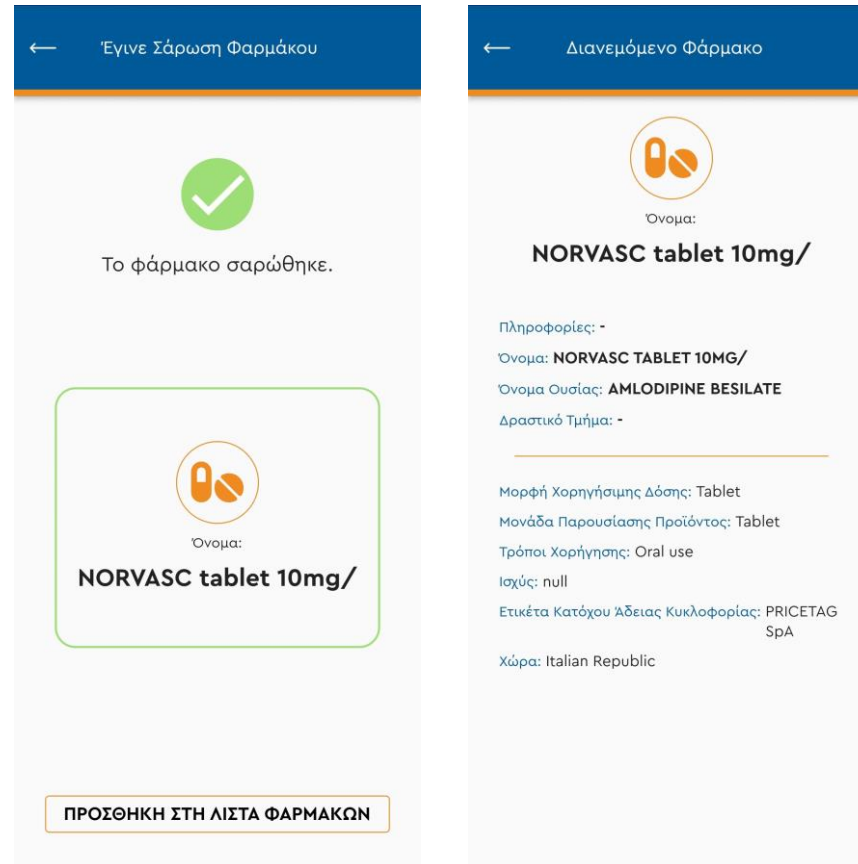 Έγινε Σάρωση Φαρμάκου
Το φάρμακο σαρώθηκε.
Όνομα:
NORVASC tablet 10mg/
ΠΡΟΣΘΗΚΗ ΣΤΗ ΛΙΣΤΑ ΦΑΡΜΑΚΩΝ
Διανεμόμενο Φάρμακο
Όνομα:
NORVASC tablet 10mg/
Πληροφορίες: -
Όνομα: NORVASC TABLET 10MG/
Όνομα Ουσίας: AMLODIPINE BESILATE
Δραστικό Τμήμα: -
Μορφή Χορηγήσιμης Δόσης: Tablet
Μονάδα Παρουσίασης Προϊόντος: Tablet
Τρόποι Χορήγησης: Oral use
Ισχύς: null
Ετικέτα Κατόχου Άδειας Κυκλοφορίας: PRICETAG
SpA
Χώρα: Italian Republic